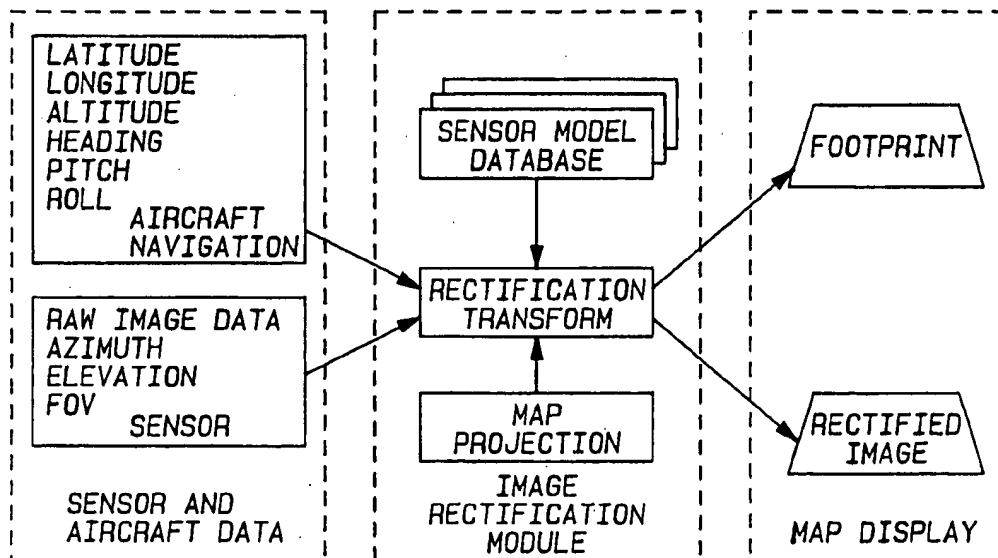 LATITUDE
LONGITUDE
ALTITUDE
HEADING
PITCH
ROLL
AIRCRAFT
NAVIGATION
RAW IMAGE DATA
AZIMUTH
ELEVATION
FOV
SENSOR
SENSOR AND
AIRCRAFT DATA
SENSOR MODEL
DATABASE
RECTIFICATION
TRANSFORM
MAP
PROJECTION
IMAGE
RECTIFICATION
MODULE
FOOTPRINT
RECTIFIED
IMAGE
MAP DISPLAY